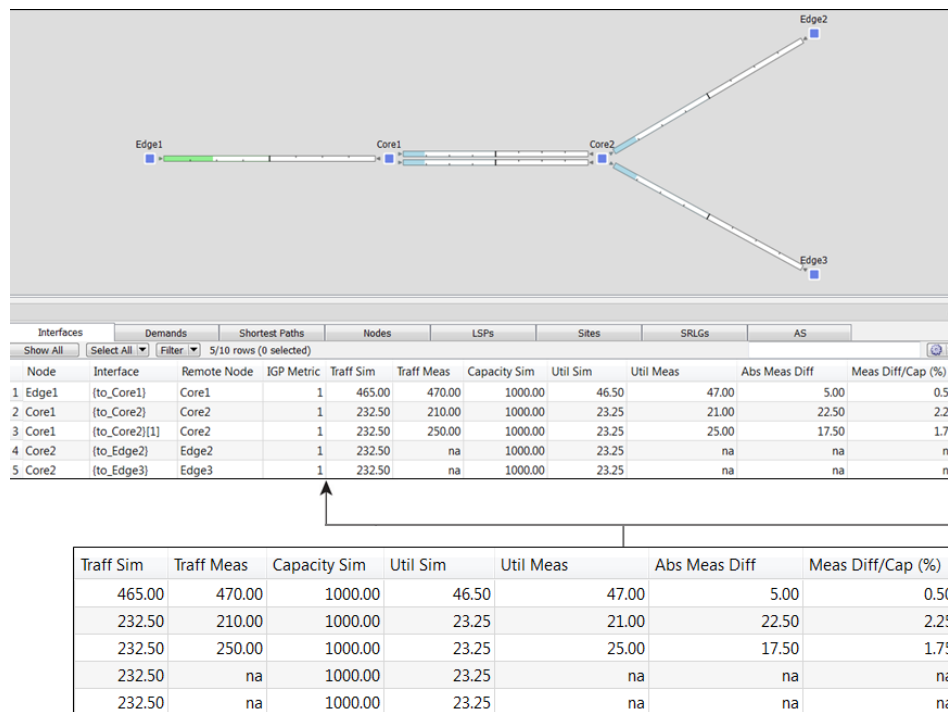 Edge2
Edge1
Core1
Core2
Edge3
Interfaces Demands Shortest Paths Nodes LSPs Sites SRLGs AS
Show All Select All Filter 5/10 rows (0 selected)
Node Interface Remote Node IGP Metric Traff Sim Traff Meas Capacity Sim Util Sim Util Meas Abs Meas Diff Meas Diff/Cap (%)
1 Edge1 {to_Core1} Core1 1 465.00 470.00 1000.00 46.50 47.00 5.00 0.5
2 Core1 {to_Core2} Core2 1 232.50 210.00 1000.00 23.25 21.00 22.50 2.2
3 Core1 {to_Core2}[1] Core2 1 232.50 250.00 1000.00 23.25 25.00 17.50 1.7
4 Core2 {to_Edge2} Edge2 1 232.50 na 1000.00 23.25 na na n
5 Core2 {to_Edge3} Edge3 1 232.50 na 1000.00 23.25 na na n
Traff Sim Traff Meas Capacity Sim Util Sim Util Meas Abs Meas Diff Meas Diff/Cap (%)
465.00 470.00 1000.00 46.50 47.00 5.00 0.50
232.50 210.00 1000.00 23.25 21.00 22.50 2.25
232.50 250.00 1000.00 23.25 25.00 17.50 1.75
232.50 na 1000.00 23.25 na na na
232.50 na 1000.00 23.25 na na na